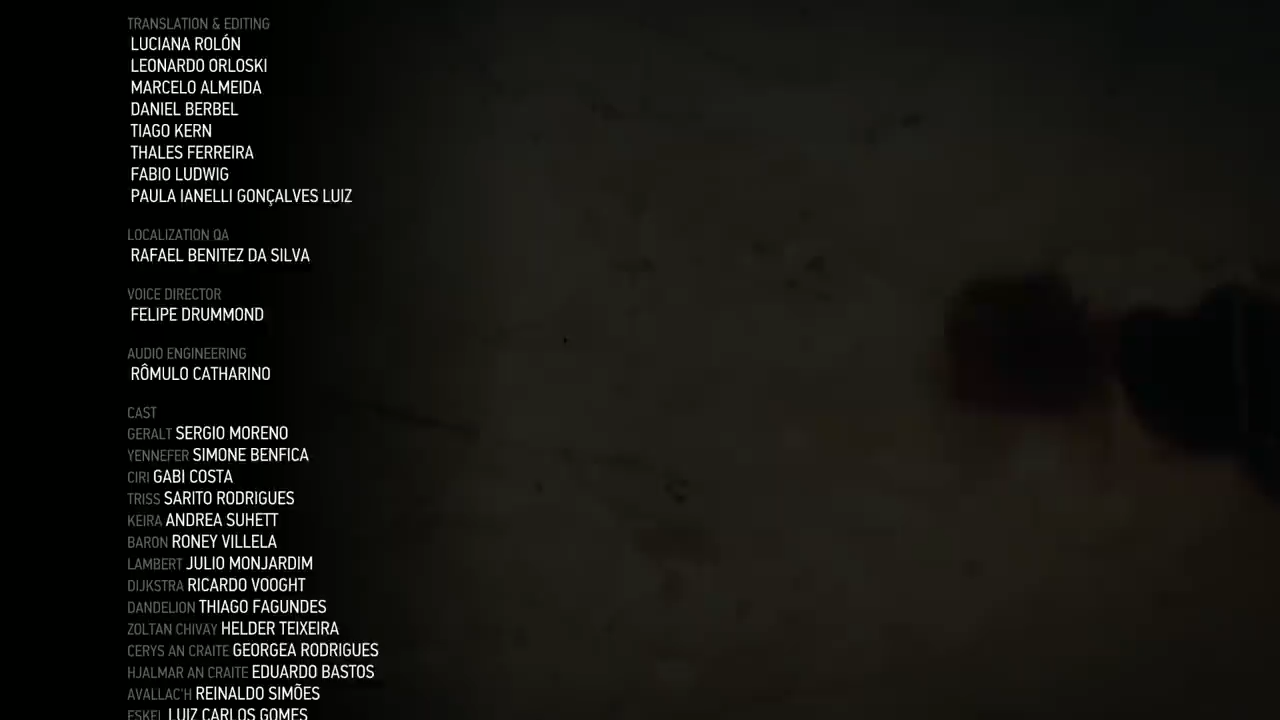 TRANSLATION & EDITING
LUCIANA ROLÓN
LEONARDO ORLOSKI
MARCELO ALMEIDA
DANIEL BERBEL
TIAGO KERN
THALES FERREIRA
FABIO LUDWIG
PAULA IANELLI GONÇALVES LUIZ
LOCALIZATION QA
RAFAEL BENITEZ DA SILVA
VOICE DIRECTOR
FELIPE DRUMMOND
AUDIO ENGINEERING
RÔMULO CATHARINO
CAST
GERALT SERGIO MORENO
YENNEFER SIMONE BENFICA
CIRI GABI COSTA
TRISS SARITO RODRIGUES
KEIRA ANDREA SUHETT
BARON RONEY VILLELA
LAMBERT JULIO MONJARDIM
DIJKSTRA RICARDO VOOGHT
DANDELION THIAGO FAGUNDES
ZOLTAN CHIVAY HELDER TEIXEIRA
CERYS AN CRAITE GEORGEA RODRIGUES
HJALMAR AN CRAITE EDUARDO BASTOS
AVALLAC'H REINALDO SIMÕES
ESKEL LUIZ CARLOS GOMES